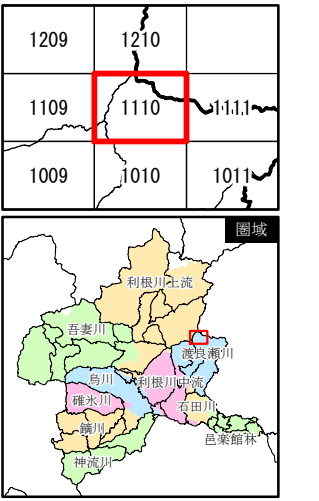 1209 1210
1109 1110 1111
1009 1010 1011
圏域
利根川上流
吾妻川
渡良瀬川
烏川
利根川中流
碓氷川
石田川
鏑川
邑楽館林
神流川